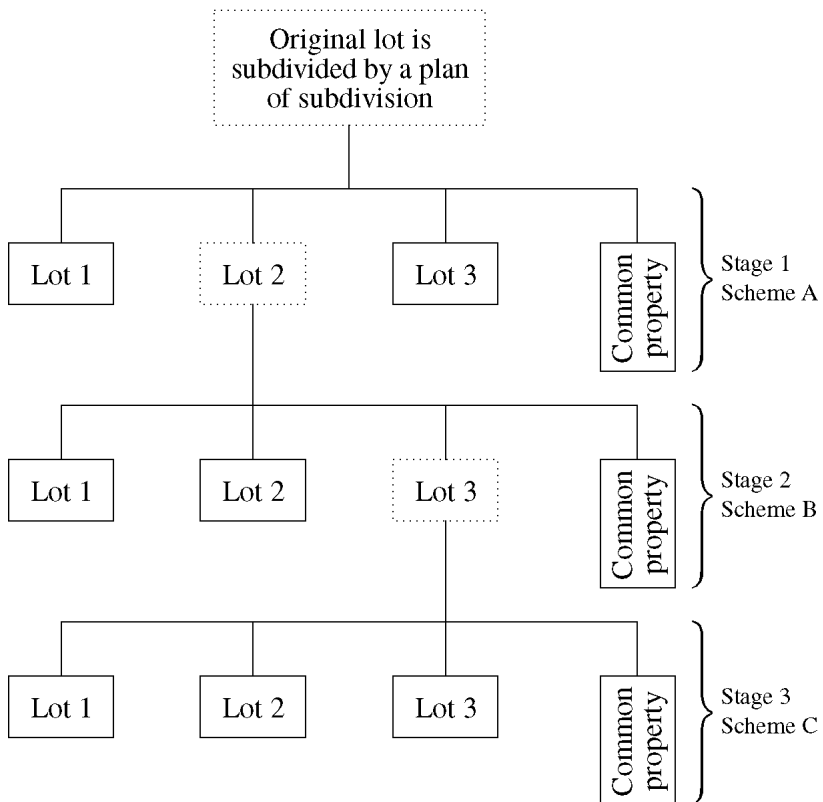 Original lot is
subdivided by a plan
of subdivision
Lot 1
Lot 2
Lot 3
Common
property
Stage 1
Scheme A
Lot 1
Lot 2
Lot 3
Common
property
Stage 2
Scheme B
Lot 1
Lot 2
Lot 3
Common
property
Stage 3
Scheme C